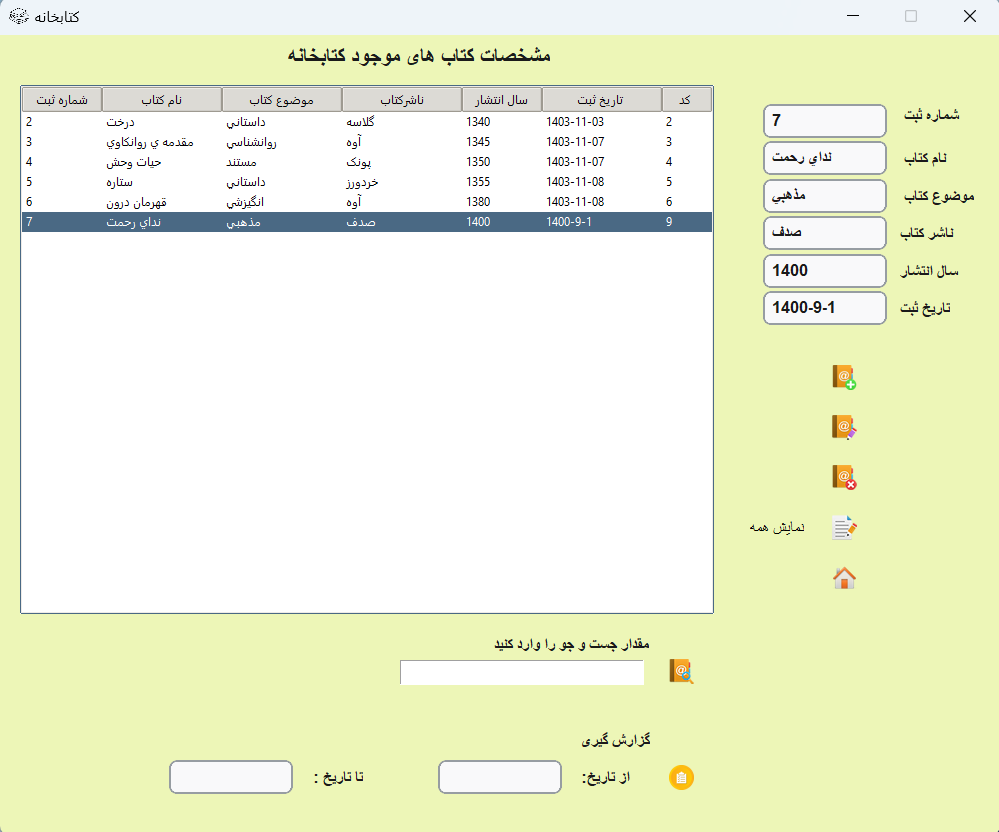 کتابخانه
مشخصات کتاب های موجود کتابخانه
شماره ثبت نام کتاب موضوع کتاب ناشرکتاب سال انتشار تاریخ ثبت کد
2 درخت داستاني گلاسه 1340 1403-11-03 2
3 مقدمه ي روانکاوي روانشناسي آوه 1345 1403-11-07 3
4 حیات وحش مستند پونک 1350 1403-11-07 4
5 ستاره داستاني خردورز 1355 1403-11-08 5
6 قهرمان درون انگیزشي آوه 1380 1403-11-08 6
7 نداي رحمت مذهبي صدف 1400 1400-9-1 9
شماره ثبت 7
نام کتاب نداي رحمت
موضوع کتاب مذهبي
ناشر کتاب صدف
سال انتشار 1400
تاریخ ثبت 1400-9-1
نمایش همه
مقدار جست و جو را وارد کنید
گزارش گیری
از تاریخ: تا تاریخ :